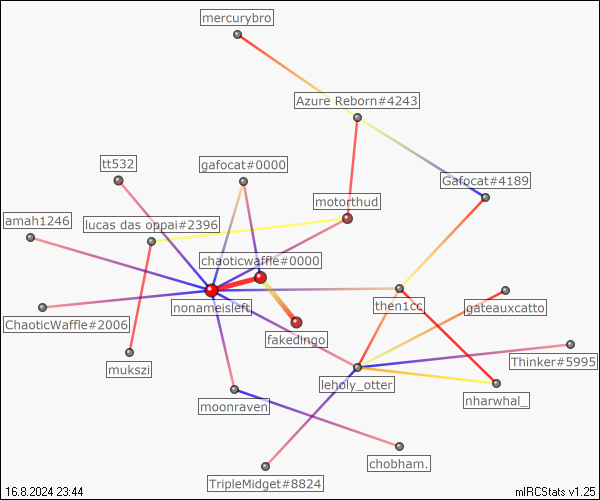 mercurybro
Azure Reborn#4243
tt532
gafocat#0000
Gafocat#4189
motorthud
amah1246
lucas das oppai#2396
chaoticwaffle#0000
nonameisleft
then1cc
gateauxcatto
ChaoticWaffle#2006
fakedingo
mukszi
Thinker#5995
leholy_otter
moonraven
nharwhal_
chobham.
TripleMidget#8824
16.8.2024 23:44
mIRCStats v1.25